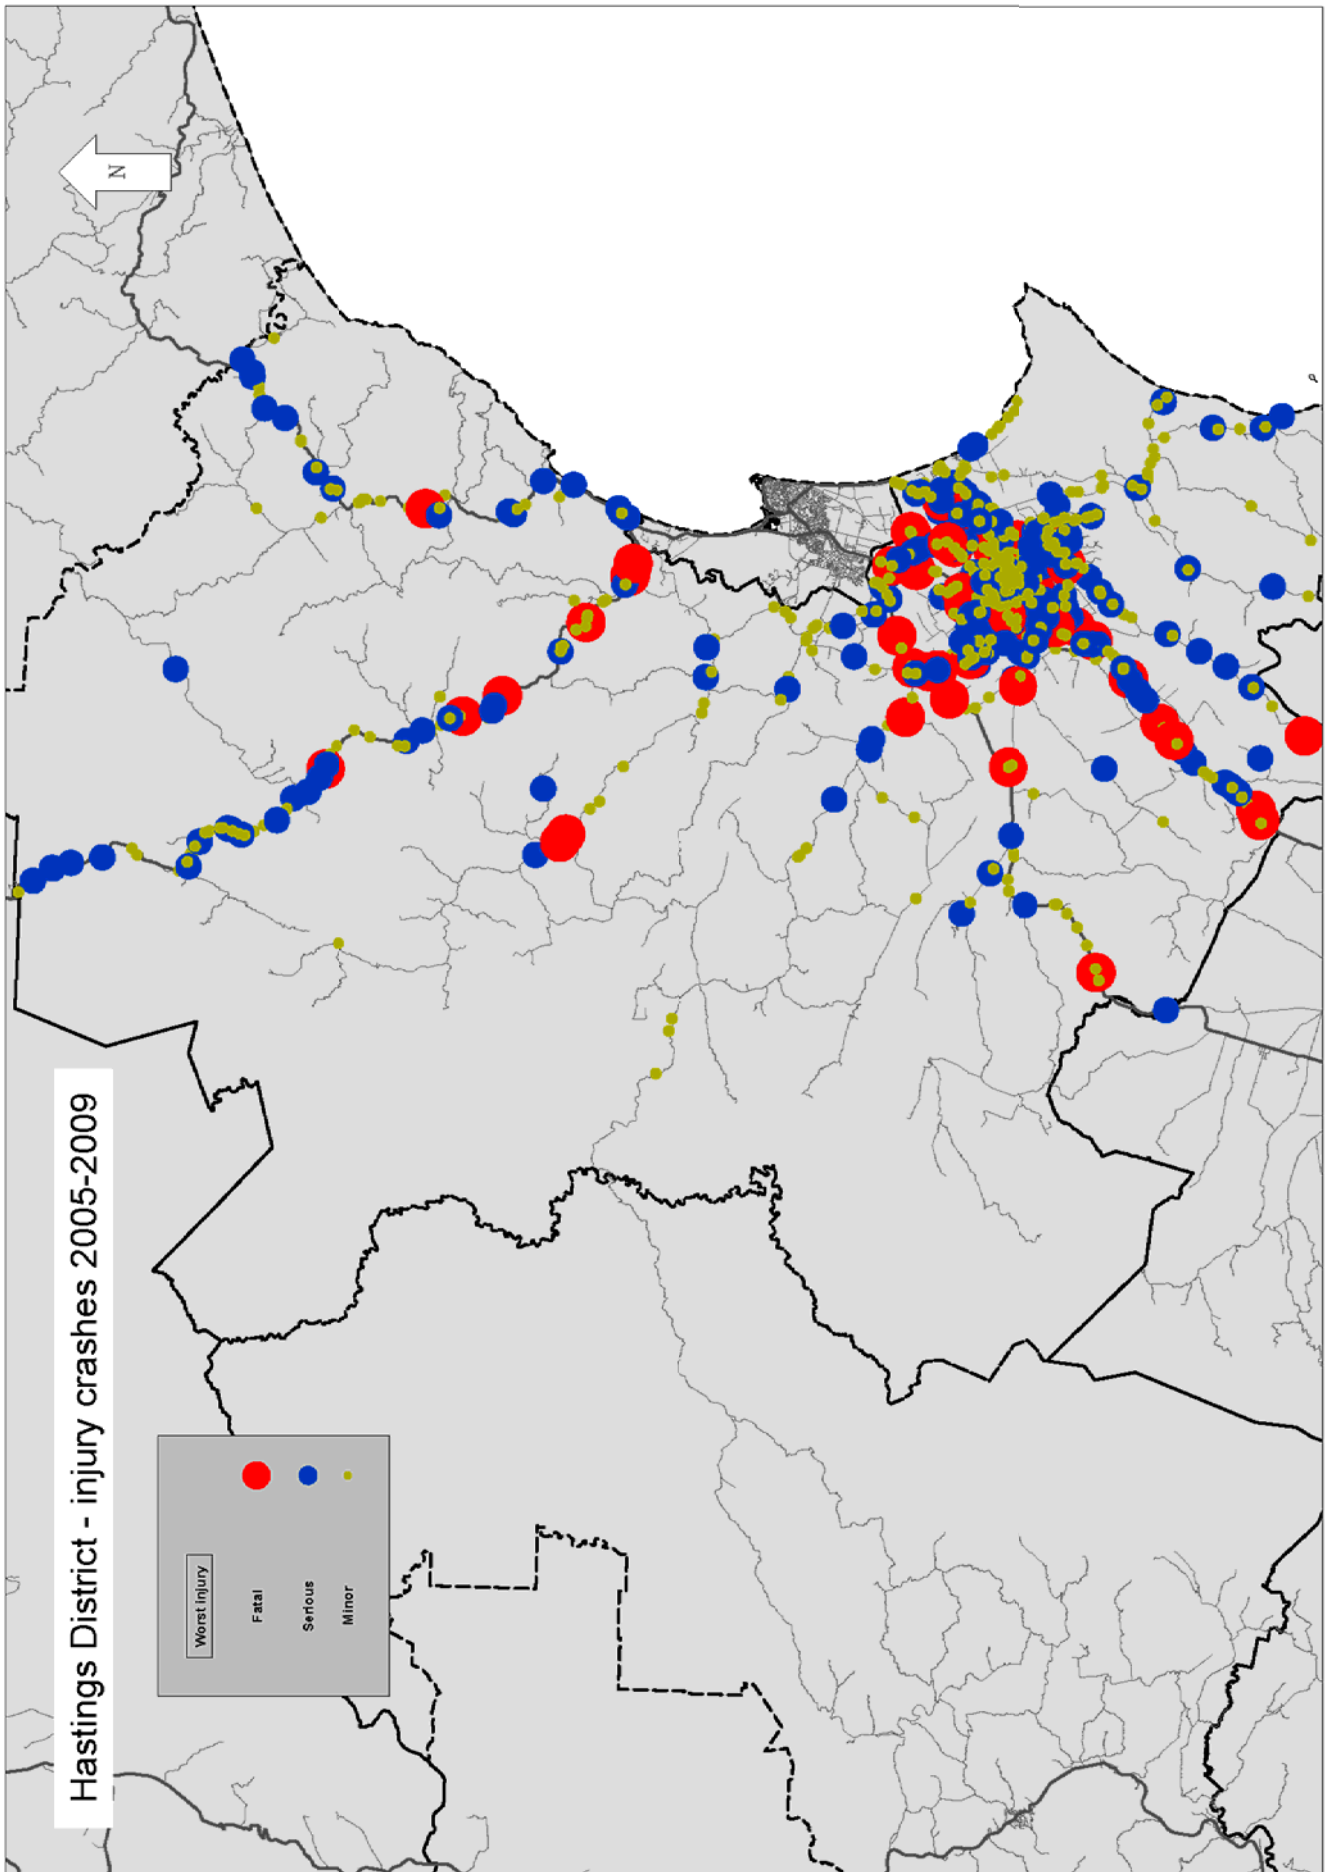 Hastings District - injury crashes 2005-2009
N
Worst injury
Fatal
Serious
Minor